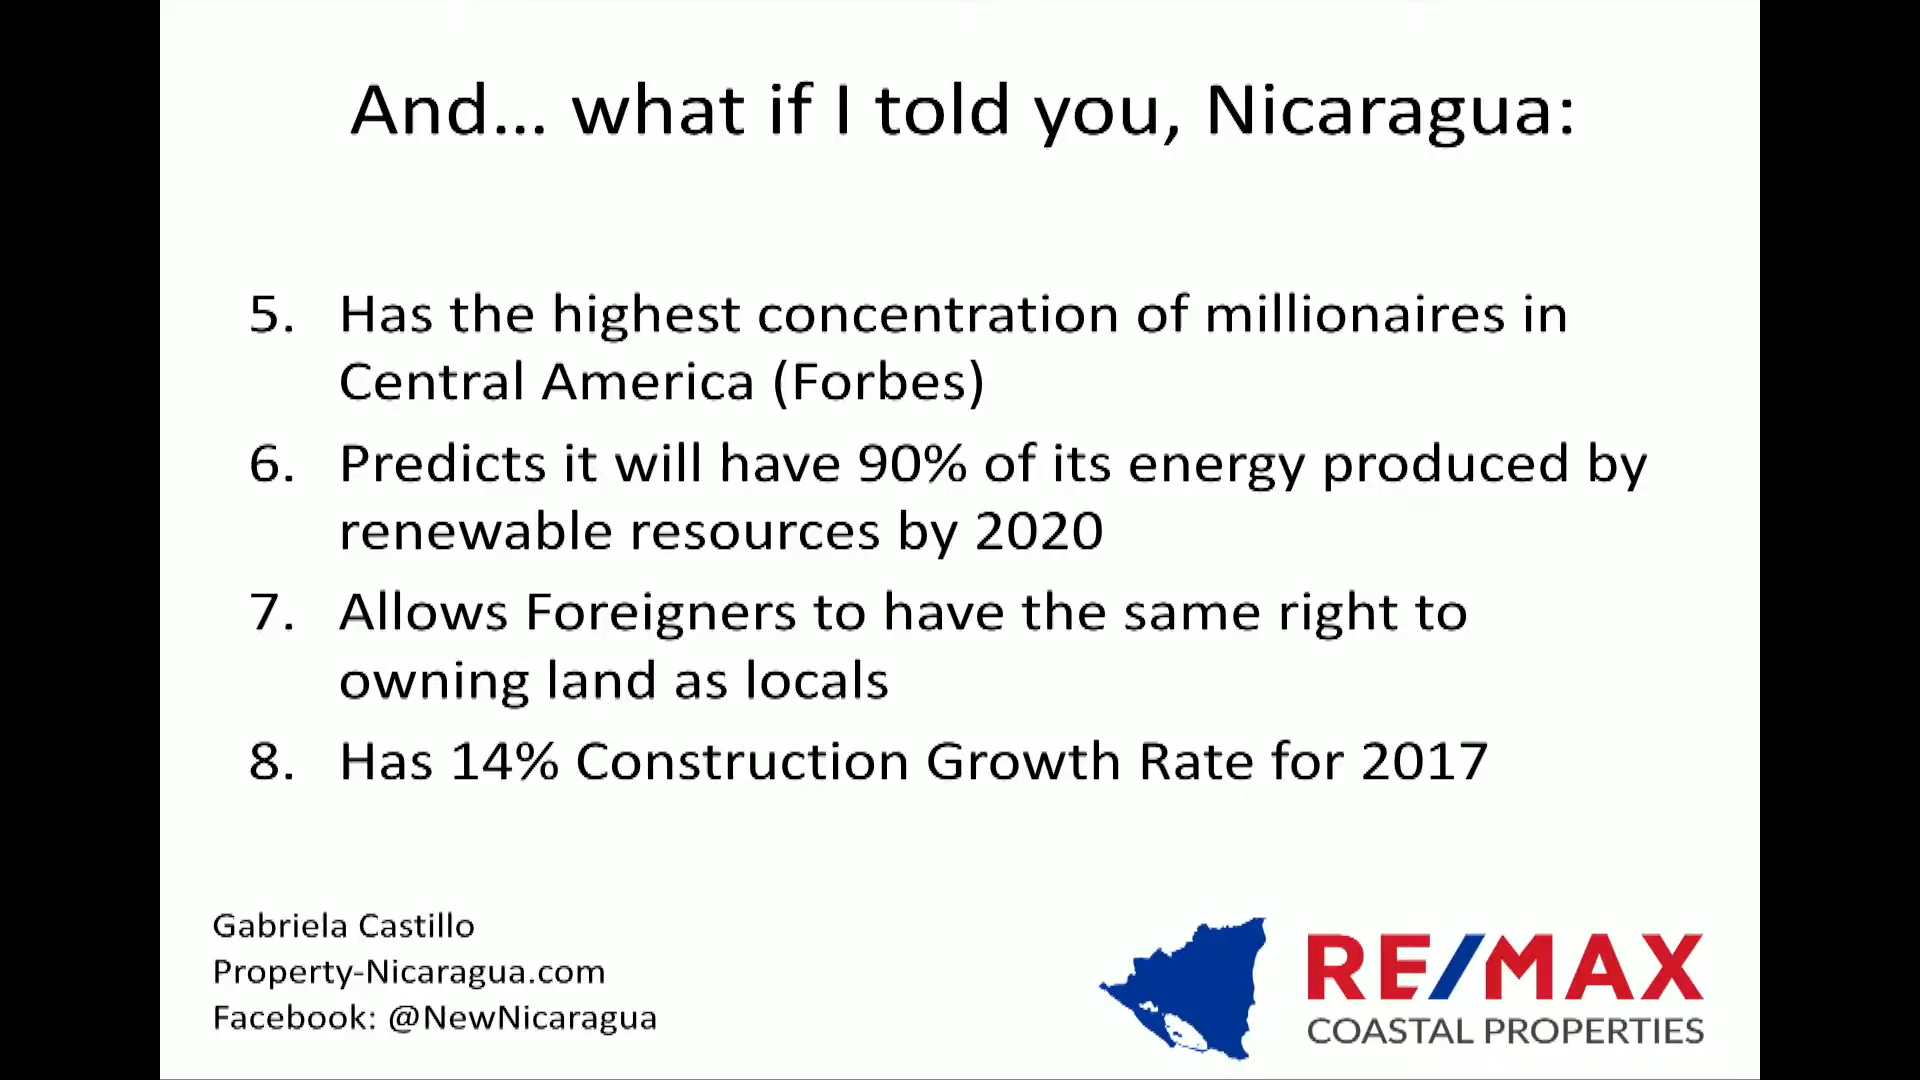 And... what if I told you, Nicaragua:
5. Has the highest concentration of millionaires in
Central America (Forbes)
6. Predicts it will have 90% of its energy produced by
renewable resources by 2020
7. Allows Foreigners to have the same right to
owning land as locals
8. Has 14% Construction Growth Rate for 2017
Gabriela Castillo
Property-Nicaragua.com
Facebook: @NewNicaragua
RE/MAX
COASTAL PROPERTIES